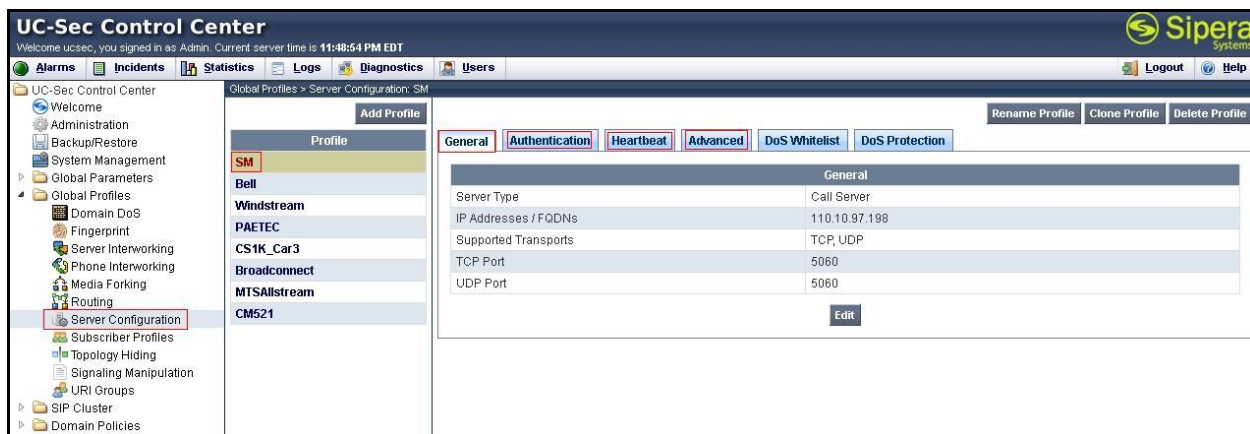 UC-Sec Control Center
Welcome ucsec, you signed in as Admin. Current server time is 11:48:54 PM EDT
Sipera
Systems
Alarms Incidents Statistics Logs Diagnostics Users Logout Help
UC-Sec Control Center
Welcome
Administration
Backup/Restore
System Management
Global Parameters
Global Profiles
Domain DoS
Fingerprint
Server Interworking
Phone Interworking
Media Forking
Routing
Server Configuration
Subscriber Profiles
Topology Hiding
Signaling Manipulation
URI Groups
SIP Cluster
Domain Policies
Global Profiles > Server Configuration: SM
Add Profile
Profile
SM
Bell
Windstream
PAETEC
CS1K_Car3
Broadconnect
MTSAllstream
CM521
Rename Profile Clone Profile Delete Profile
General Authentication Heartbeat Advanced DoS Whitelist DoS Protection
General
Server Type Call Server
IP Addresses / FQDNs 110.10.97.198
Supported Transports TCP, UDP
TCP Port 5060
UDP Port 5060
Edit